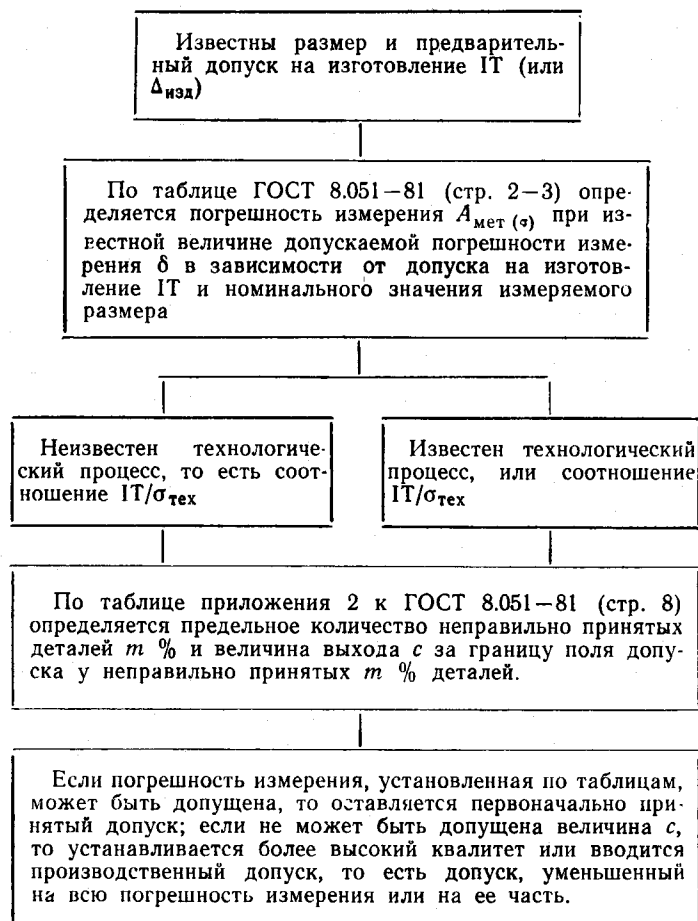 Известны размер и предваритель-
ный допуск на изготовление IT (или
Δизд)
По таблице ГОСТ 8.051—81 (стр. 2—3) опре-
деляется погрешность измерения Aмет (σ) при из-
вестной величине допускаемой погрешности изме-
рения δ в зависимости от допуска на изготов-
ление IT и номинального значения измеряемого
размера
Неизвестен технологиче-
ский процесс, то есть соот-
ношение IT/σтех
Известен технологический
процесс, или соотношение
IT/σтех
По таблице приложения 2 к ГОСТ 8.051—81 (стр. 8)
определяется предельное количество неправильно принятых
деталей m % и величина выхода c за границу поля допу-
ска у неправильно принятых m % деталей.
Если погрешность измерения, установленная по таблицам,
может быть допущена, то оставляется первоначально при-
нятый допуск; если не может быть допущена величина c,
то устанавливается более высокий квалитет или вводится
производственный допуск, то есть допуск, уменьшенный
на всю погрешность измерения или на ее часть.